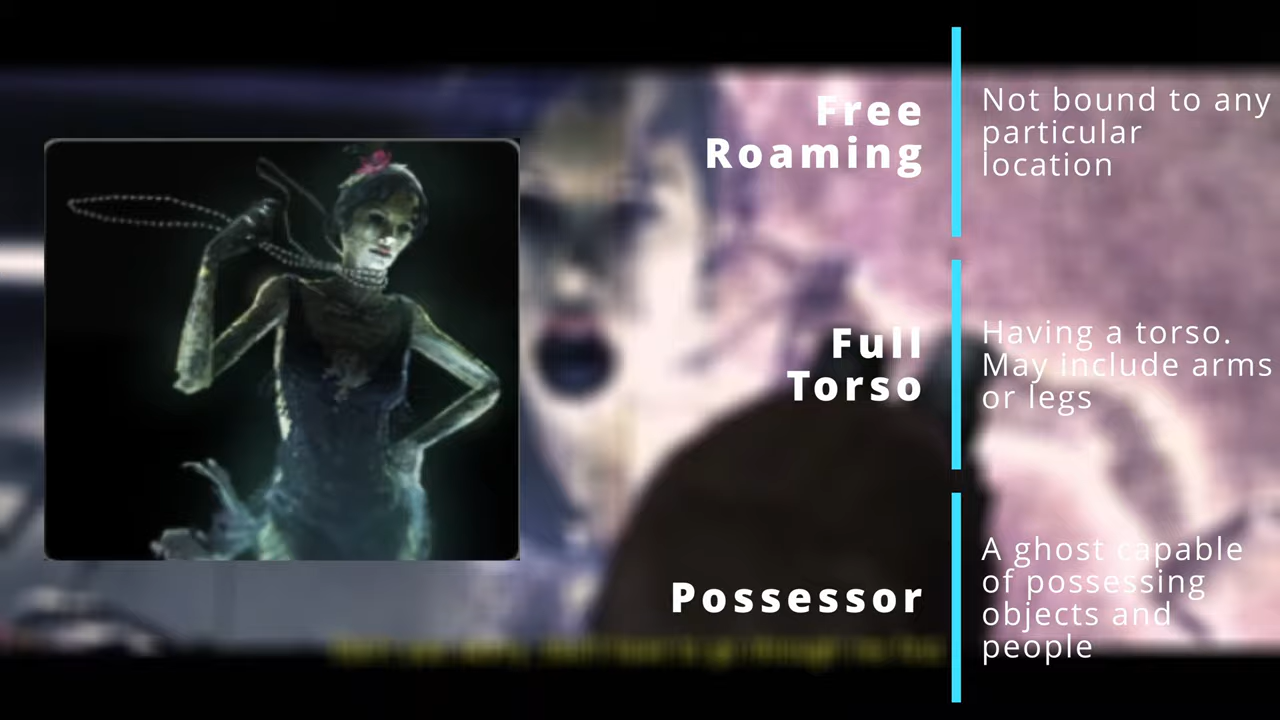 Free
Roaming
Not bound to any
particular
location
Full
Torso
Having a torso.
May include arms
or legs
Possessor
A ghost capable
of possessing
objects and
people